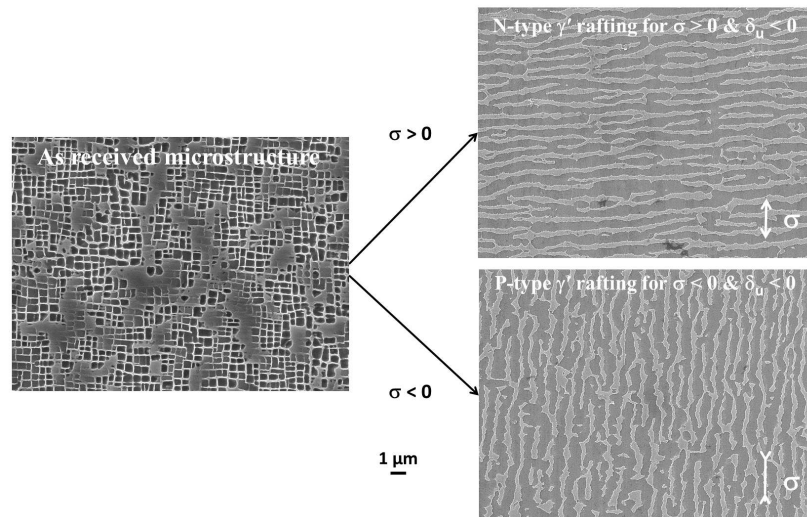 N-type γ′ rafting for σ > 0 & δᵤ < 0
As received microstructure
σ > 0
σ
P-type γ′ rafting for σ < 0 & δᵤ < 0
σ < 0
1 μm
σ